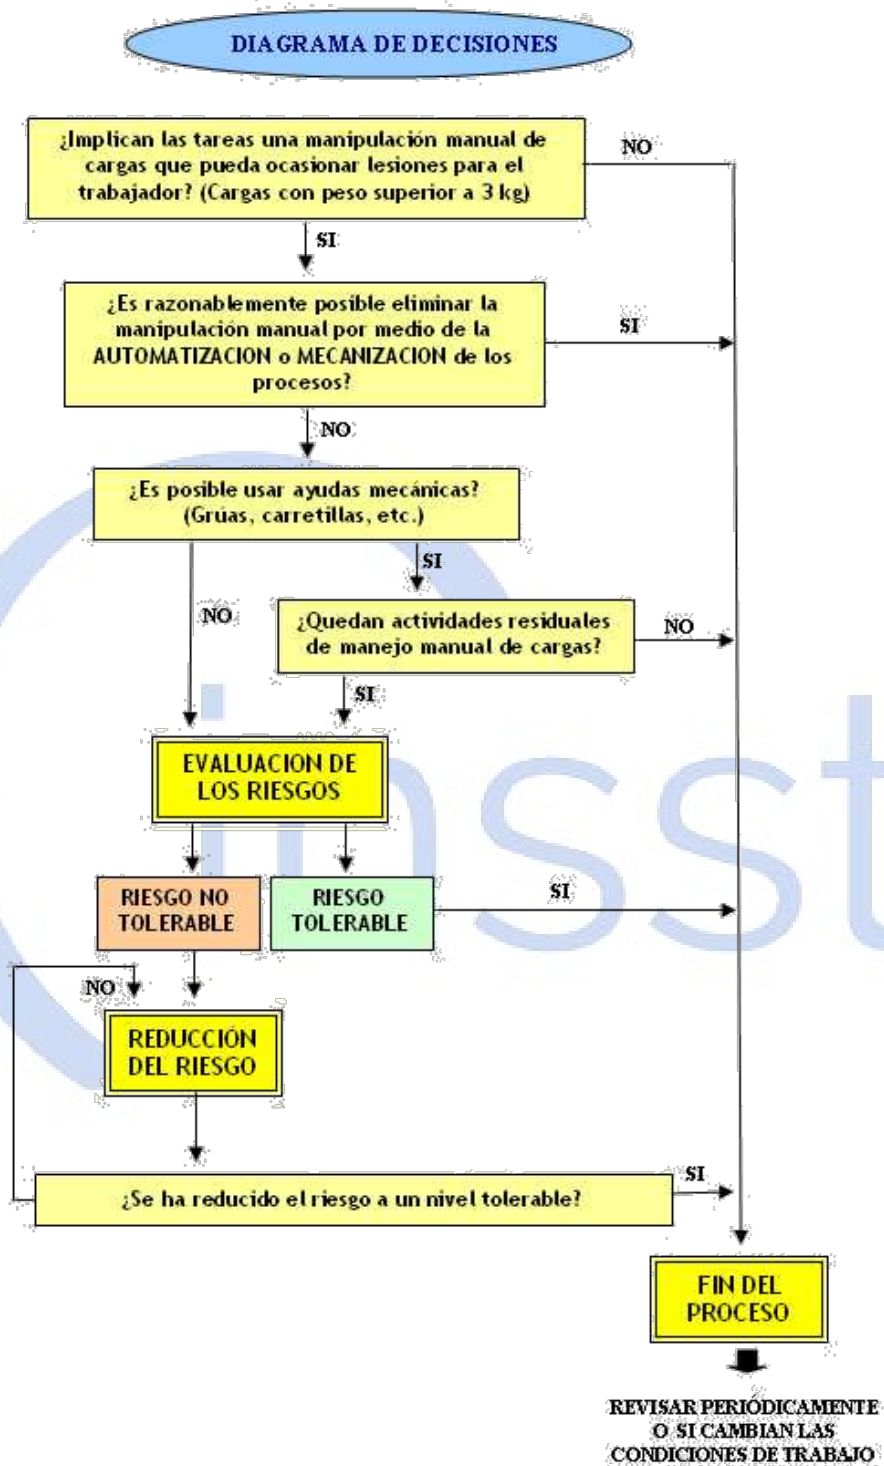 DIAGRAMA DE DECISIONES
¿Implican las tareas una manipulación manual de
cargas que pueda ocasionar lesiones para el
trabajador? (Cargas con peso superior a 3 kg)
NO
SI
¿Es razonablemente posible eliminar la
manipulación manual por medio de la
AUTOMATIZACION o MECANIZACION de los
procesos?
SI
NO
¿Es posible usar ayudas mecánicas?
(Grúas, carretillas, etc.)
SI
NO
¿Quedan actividades residuales
de manejo manual de cargas?
NO
SI
EVALUACION DE
LOS RIESGOS
RIESGO NO
TOLERABLE
RIESGO
TOLERABLE
SI
NO
REDUCCIÓN
DEL RIESGO
¿Se ha reducido el riesgo a un nivel tolerable?
SI
FIN DEL
PROCESO
REVISAR PERIÓDICAMENTE
O SI CAMBIAN LAS
CONDICIONES DE TRABAJO
insst